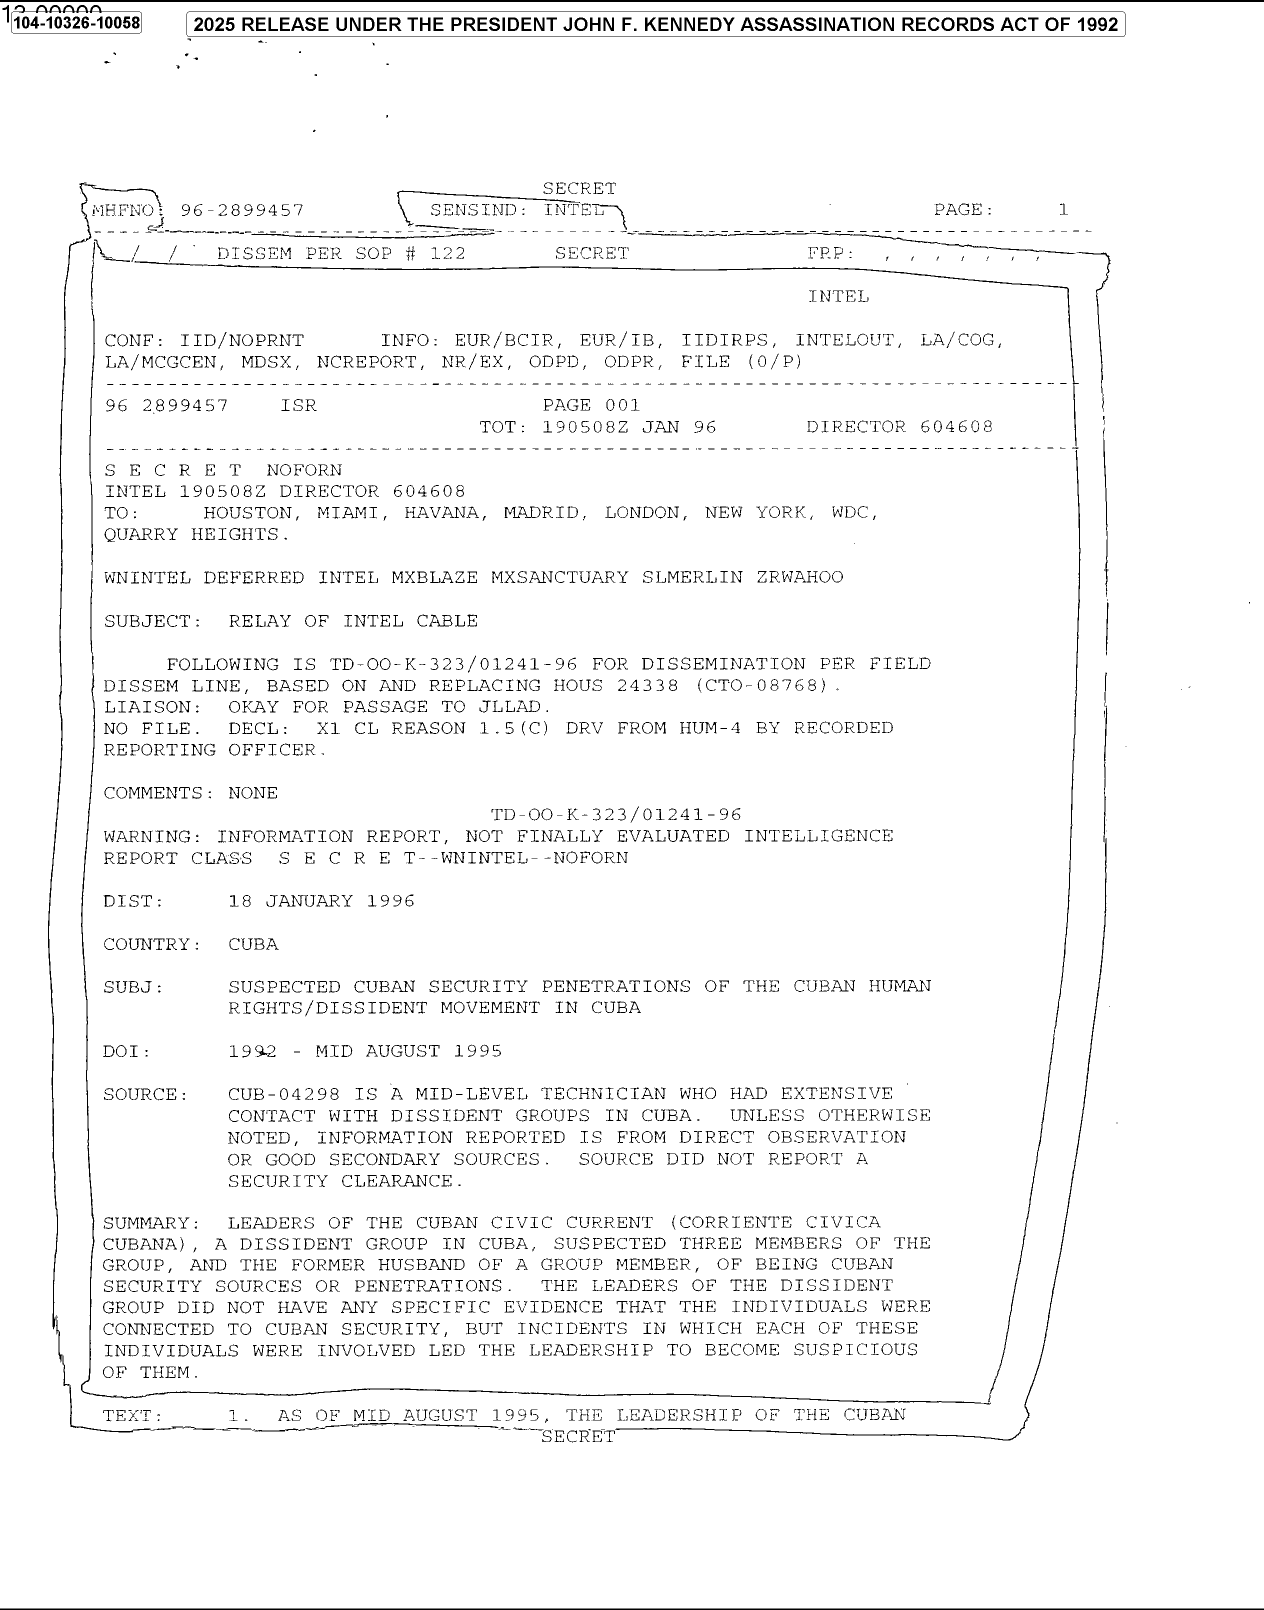 104-10326-10058
2025 RELEASE UNDER THE PRESIDENT JOHN F. KENNEDY ASSASSINATION RECORDS ACT OF 1992
SECRET
MHFNO: 96-2899457 SENSIND: INTEL PAGE: 1
/ / DISSEM PER SOP # 122 SECRET FRP: , , , , , , ,
INTEL
CONF: IID/NOPRNT INFO: EUR/BCIR, EUR/IB, IIDIRPS, INTELOUT, LA/COG,
LA/MCGCEN, MDSX, NCREPORT, NR/EX, ODPD, ODPR, FILE (0/P)
96 2899457 ISR PAGE 001
TOT: 190508Z JAN 96 DIRECTOR 604608
S E C R E T NOFORN
INTEL 190508Z DIRECTOR 604608
TO: HOUSTON, MIAMI, HAVANA, MADRID, LONDON, NEW YORK, WDC,
QUARRY HEIGHTS.
WNINTEL DEFERRED INTEL MXBLAZE MXSANCTUARY SLMERLIN ZRWAHOO
SUBJECT: RELAY OF INTEL CABLE
FOLLOWING IS TD-OO-K-323/01241-96 FOR DISSEMINATION PER FIELD
DISSEM LINE, BASED ON AND REPLACING HOUS 24338 (CTO-08768).
LIAISON: OKAY FOR PASSAGE TO JLLAD.
NO FILE. DECL: X1 CL REASON 1.5(C) DRV FROM HUM-4 BY RECORDED
REPORTING OFFICER.
COMMENTS: NONE
TD-OO-K-323/01241-96
WARNING: INFORMATION REPORT, NOT FINALLY EVALUATED INTELLIGENCE
REPORT CLASS S E C R E T--WNINTEL--NOFORN
DIST: 18 JANUARY 1996
COUNTRY: CUBA
SUBJ: SUSPECTED CUBAN SECURITY PENETRATIONS OF THE CUBAN HUMAN
RIGHTS/DISSIDENT MOVEMENT IN CUBA
DOI: 1992 - MID AUGUST 1995
SOURCE: CUB-04298 IS A MID-LEVEL TECHNICIAN WHO HAD EXTENSIVE
CONTACT WITH DISSIDENT GROUPS IN CUBA. UNLESS OTHERWISE
NOTED, INFORMATION REPORTED IS FROM DIRECT OBSERVATION
OR GOOD SECONDARY SOURCES. SOURCE DID NOT REPORT A
SECURITY CLEARANCE.
SUMMARY: LEADERS OF THE CUBAN CIVIC CURRENT (CORRIENTE CIVICA
CUBANA), A DISSIDENT GROUP IN CUBA, SUSPECTED THREE MEMBERS OF THE
GROUP, AND THE FORMER HUSBAND OF A GROUP MEMBER, OF BEING CUBAN
SECURITY SOURCES OR PENETRATIONS. THE LEADERS OF THE DISSIDENT
GROUP DID NOT HAVE ANY SPECIFIC EVIDENCE THAT THE INDIVIDUALS WERE
CONNECTED TO CUBAN SECURITY, BUT INCIDENTS IN WHICH EACH OF THESE
INDIVIDUALS WERE INVOLVED LED THE LEADERSHIP TO BECOME SUSPICIOUS
OF THEM.
TEXT: 1. AS OF MID AUGUST 1995, THE LEADERSHIP OF THE CUBAN
SECRET